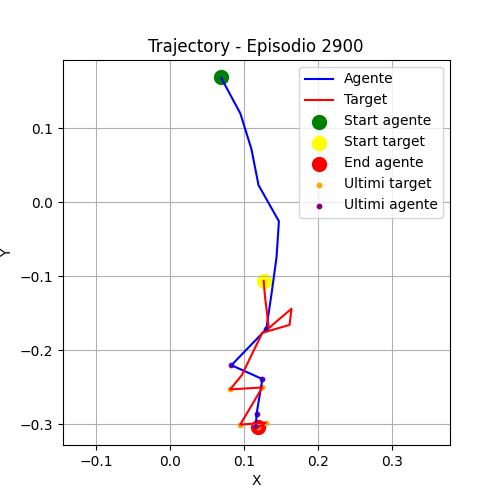 Trajectory - Episodio 2900
Agente
Target
Start agente
Start target
End agente
Ultimi target
Ultimi agente
Y
0.1
0.0
−0.1
−0.2
−0.3
−0.1
0.0
0.1
0.2
0.3
X